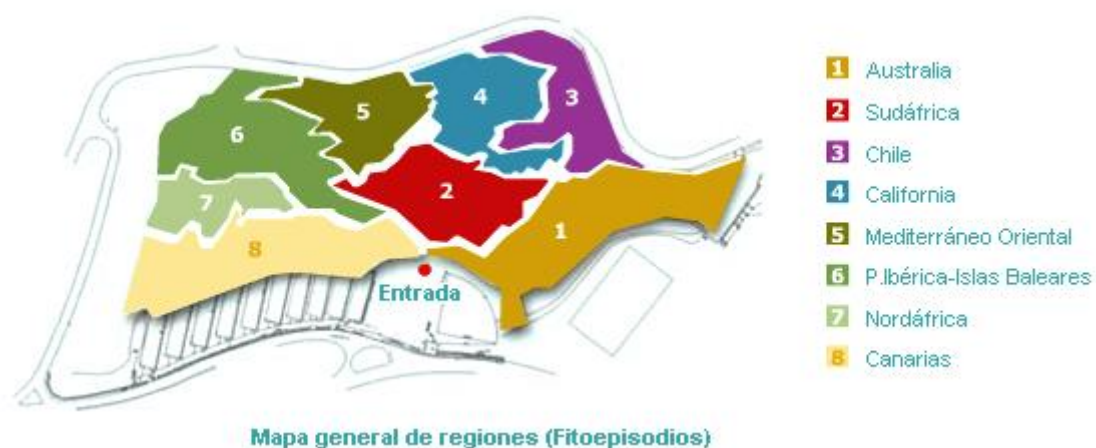 1 Australia
2 Sudáfrica
3 Chile
4 California
5 Mediterráneo Oriental
6 P.Ibérica-Islas Baleares
7 Nordáfrica
8 Canarias
4
3
5
6
2
7
1
8
Entrada
Mapa general de regiones (Fitoepisodios)